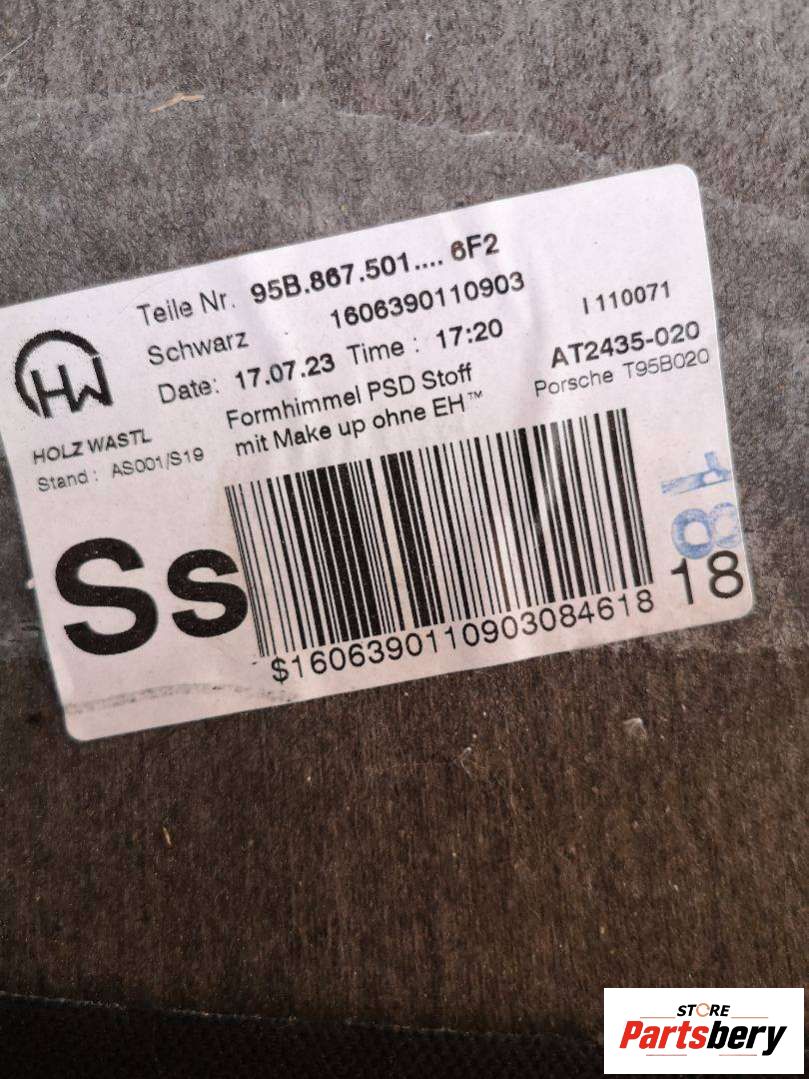 Teile Nr. 95B.867.501.... 6F2
Schwarz 1606390110903 I 110071
Date: 17.07.23 Time : 17:20 AT2435-020
Formhimmel PSD Stoff Porsche T95B020
mit Make up ohne EH™
HW
HOLZ WASTL
Stand : AS001/S19
Ss
18
18
$1606390110903084618
STORE
Partsbery